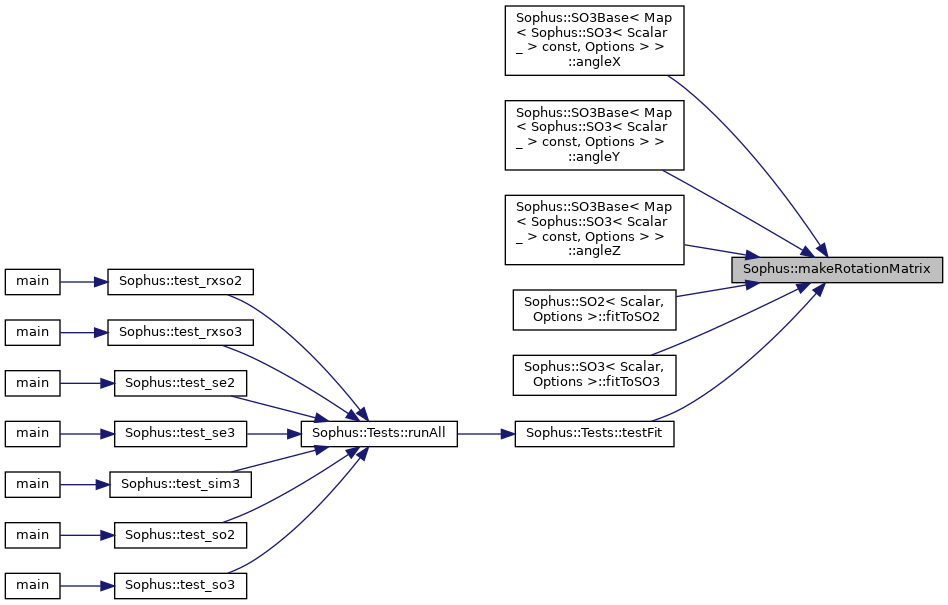 Sophus::SO3Base< Map
< Sophus::SO3< Scalar
_ > const, Options > >
::angleX
Sophus::SO3Base< Map
< Sophus::SO3< Scalar
_ > const, Options > >
::angleY
Sophus::SO3Base< Map
< Sophus::SO3< Scalar
_ > const, Options > >
::angleZ
Sophus::makeRotationMatrix
main
Sophus::test_rxso2
Sophus::SO2< Scalar,
Options >::fitToSO2
main
Sophus::test_rxso3
Sophus::SO3< Scalar,
Options >::fitToSO3
main
Sophus::test_se2
main
Sophus::test_se3
Sophus::Tests::runAll
Sophus::Tests::testFit
main
Sophus::test_sim3
main
Sophus::test_so2
main
Sophus::test_so3